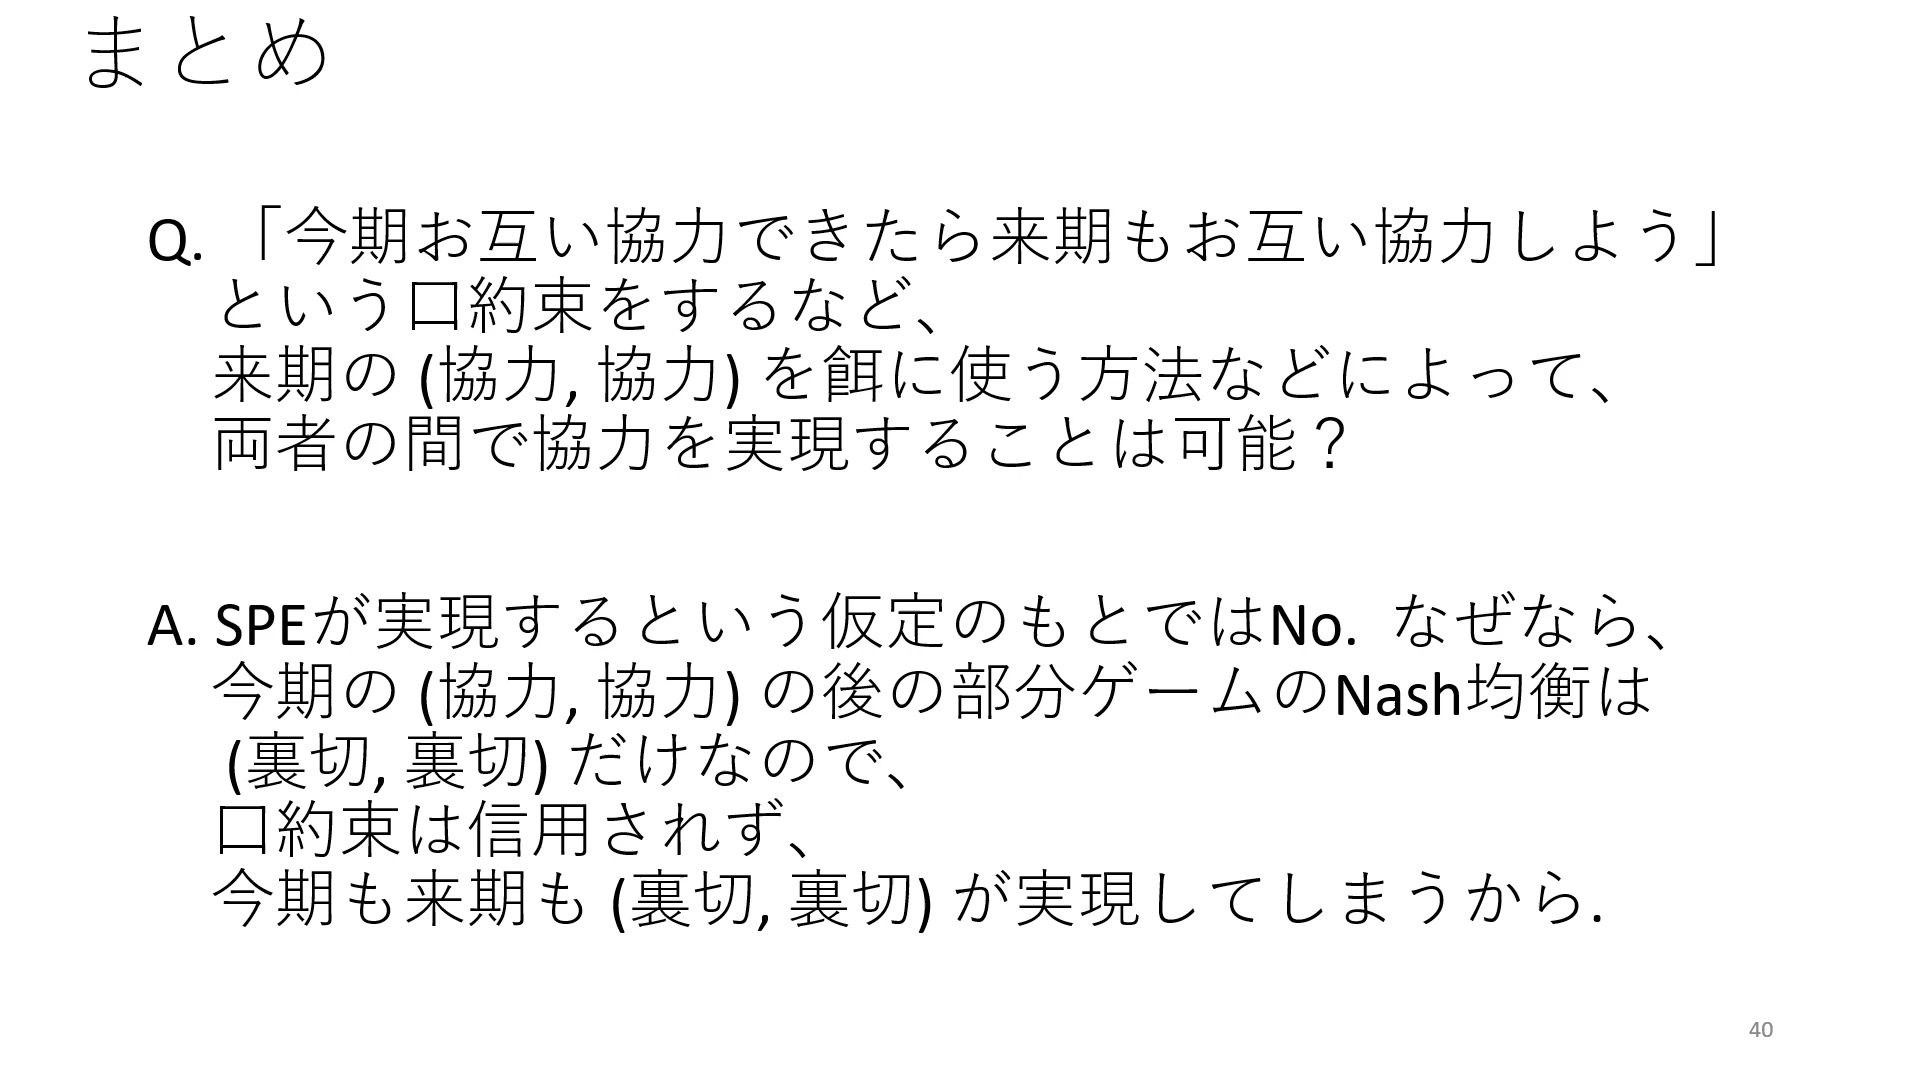 まとめ
Q. 「今期お互い協力できたら来期もお互い協力しよう」
という口約束をするなど、
来期の (協力, 協力) を餌に使う方法などによって、
両者の間で協力を実現することは可能？
A. SPEが実現するという仮定のもとではNo. なぜなら、
今期の (協力, 協力) の後の部分ゲームのNash均衡は
(裏切, 裏切) だけなので、
口約束は信用されず、
今期も来期も (裏切, 裏切) が実現してしまうから.
40